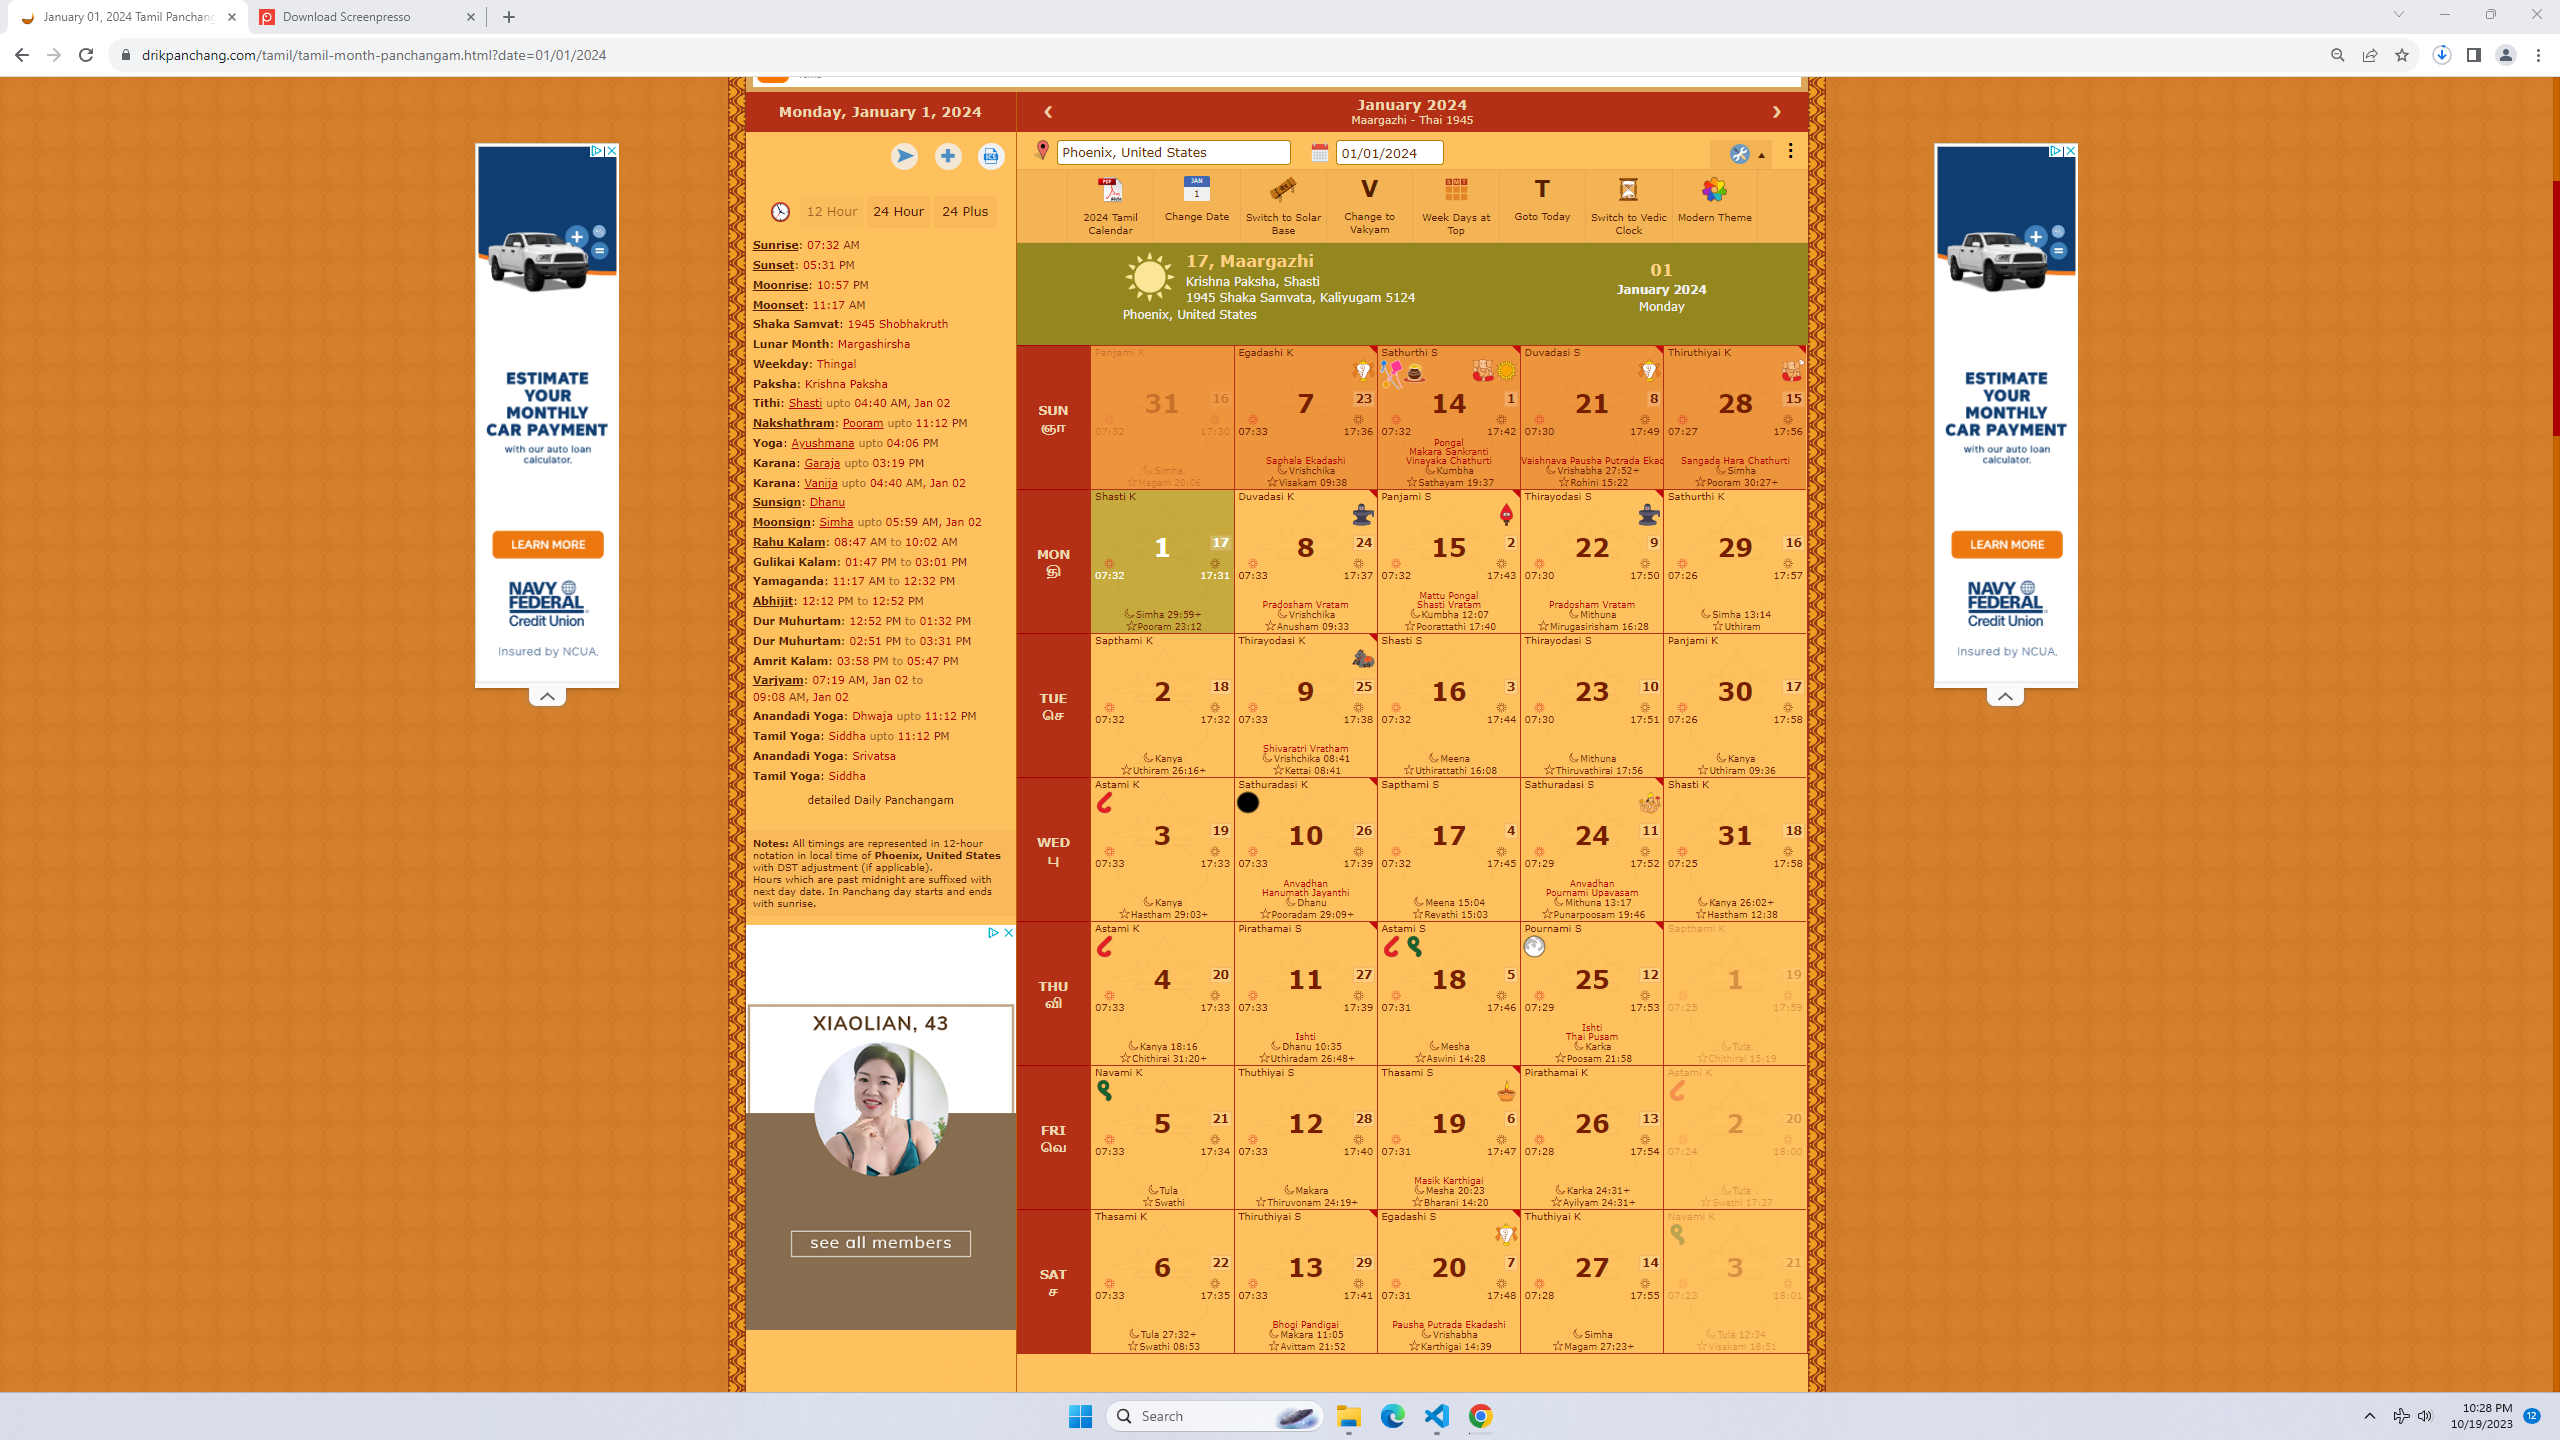 January 01, 2024 Tamil Panchang
Download Screenpresso
drikpanchang.com/tamil/tamil-month-panchangam.html?date=01/01/2024
Monday, January 1, 2024
12 Hour 24 Hour 24 Plus
Sunrise: 07:32 AM
Sunset: 05:31 PM
Moonrise: 10:57 PM
Moonset: 11:17 AM
Shaka Samvat: 1945 Shobhakruth
Lunar Month: Margashirsha
Weekday: Thingal
Paksha: Krishna Paksha
Tithi: Shasti upto 04:40 AM, Jan 02
Nakshathram: Pooram upto 11:12 PM
Yoga: Ayushmana upto 04:06 PM
Karana: Garaja upto 03:19 PM
Karana: Vanija upto 04:40 AM, Jan 02
Sunsign: Dhanu
Moonsign: Simha upto 05:59 AM, Jan 02
Rahu Kalam: 08:47 AM to 10:02 AM
Gulikai Kalam: 01:47 PM to 03:01 PM
Yamaganda: 11:17 AM to 12:32 PM
Abhijit: 12:12 PM to 12:52 PM
Dur Muhurtam: 12:52 PM to 01:32 PM
Dur Muhurtam: 02:51 PM to 03:31 PM
Amrit Kalam: 03:58 PM to 05:47 PM
Varjyam: 07:19 AM, Jan 02 to
09:08 AM, Jan 02
Anandadi Yoga: Dhwaja upto 11:12 PM
Tamil Yoga: Siddha upto 11:12 PM
Anandadi Yoga: Srivatsa
Tamil Yoga: Siddha
detailed Daily Panchangam
Notes: All timings are represented in 12-hour
notation in local time of Phoenix, United States
with DST adjustment (if applicable).
Hours which are past midnight are suffixed with
next day date. In Panchang day starts and ends
with sunrise.
XIAOLIAN, 43
see all members
January 2024
Maargazhi - Thai 1945
Phoenix, United States
01/01/2024
2024 Tamil
Calendar
JAN
1
Change Date
Switch to Solar
Base
V
Change to
Vakyam
Week Days at
Top
T
Goto Today
Switch to Vedic
Clock
Modern Theme
17, Maargazhi
Krishna Paksha, Shasti
1945 Shaka Samvata, Kaliyugam 5124
Phoenix, United States
01
January 2024
Monday
SUN
ஞா
Panjami K
31 16
07:32 17:30
Simha
Magam 20:06
Egadashi K
7 23
07:33 17:36
Saphala Ekadashi
Vrishchika
Visakam 09:38
Sathurthi S
14 1
07:32 17:42
Pongal
Makara Sankranti
Vinayaka Chathurti
Kumbha
Sathayam 19:37
Duvadasi S
21 8
07:30 17:49
Vaishnava Pausha Putrada Ekad
Vrishabha 27:52+
Rohini 15:22
Thiruthiyai K
28 15
07:27 17:56
Sangada Hara Chathurti
Simha
Pooram 30:27+
MON
தி
Shasti K
1 17
07:32 17:31
Simha 29:59+
Pooram 23:12
Duvadasi K
8 24
07:33 17:37
Pradosham Vratam
Vrishchika
Anusham 09:33
Panjami S
15 2
07:32 17:43
Mattu Pongal
Shasti Vratam
Kumbha 12:07
Poorattathi 17:40
Thirayodasi S
22 9
07:30 17:50
Pradosham Vratam
Mithuna
Mirugasirisham 16:28
Sathurthi K
29 16
07:26 17:57
Simha 13:14
Uthiram
TUE
செ
Sapthami K
2 18
07:32 17:32
Kanya
Uthiram 26:16+
Thirayodasi K
9 25
07:33 17:38
Shivaratri Vratham
Vrishchika 08:41
Kettai 08:41
Shasti S
16 3
07:32 17:44
Meena
Uthirattathi 16:08
Thirayodasi S
23 10
07:30 17:51
Mithuna
Thiruvathirai 17:56
Panjami K
30 17
07:26 17:58
Kanya
Uthiram 09:36
WED
பு
Astami K
3 19
07:33 17:33
Kanya
Hastham 29:03+
Sathuradasi K
10 26
07:33 17:39
Anvadhan
Hanumath Jayanthi
Dhanu
Pooradam 29:09+
Sapthami S
17 4
07:32 17:45
Meena 15:04
Revathi 15:03
Sathuradasi S
24 11
07:29 17:52
Anvadhan
Pournami Upavasam
Mithuna 13:17
Punarpoosam 19:46
Shasti K
31 18
07:25 17:58
Kanya 26:02+
Hastham 12:38
THU
வி
Astami K
4 20
07:33 17:33
Kanya 18:16
Chithirai 31:20+
Pirathamai S
11 27
07:33 17:39
Ishti
Dhanu 10:35
Uthiradam 26:48+
Astami S
18 5
07:31 17:46
Mesha
Aswini 14:28
Pournami S
25 12
07:29 17:53
Ishti
Thai Pusam
Karka
Poosam 21:58
Sapthami K
1 19
07:25 17:59
Tula
Chithirai 15:19
FRI
வெ
Navami K
5 21
07:33 17:34
Tula
Swathi
Thuthiyai S
12 28
07:33 17:40
Makara
Thiruvonam 24:19+
Thasami S
19 6
07:31 17:47
Masik Karthigai
Mesha 20:23
Bharani 14:20
Pirathamai K
26 13
07:28 17:54
Karka 24:31+
Ayilyam 24:31+
Astami K
2 20
07:24 18:00
Tula
Swathi 17:27
SAT
ச
Thasami K
6 22
07:33 17:35
Tula 27:32+
Swathi 08:53
Thiruthiyai S
13 29
07:33 17:41
Bhogi Pandigai
Makara 11:05
Avittam 21:52
Egadashi S
20 7
07:31 17:48
Pausha Putrada Ekadashi
Vrishabha
Karthigai 14:39
Thuthiyai K
27 14
07:28 17:55
Simha
Magam 27:23+
Navami K
3 21
07:23 18:01
Tula 12:34
Visakam 18:51
ESTIMATE
YOUR
MONTHLY
CAR PAYMENT
with our auto loan
calculator.
LEARN MORE
NAVY
FEDERAL
Credit Union
Insured by NCUA.
ESTIMATE
YOUR
MONTHLY
CAR PAYMENT
with our auto loan
calculator.
LEARN MORE
NAVY
FEDERAL
Credit Union
Insured by NCUA.
Search
10:28 PM
10/19/2023
12